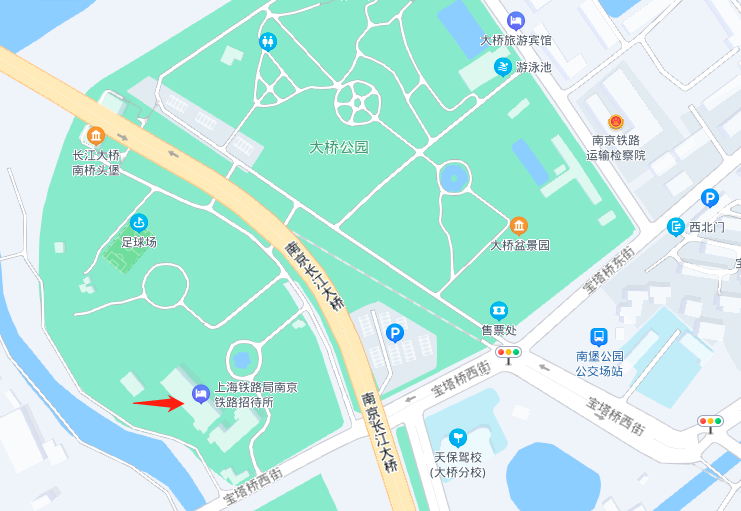 大桥旅游宾馆
游泳池
南京铁路
运输检察院
大桥公园
长江大桥
南桥头堡
P
西北门
足球场
大桥盆景园
南京长江大桥
宝塔桥东街
售票处
P
南堡公园
公交场站
上海铁路局南京
铁路招待所
宝塔桥西街
南京长江大桥
宝塔桥西街
天保驾校
(大桥分校)
宝塔桥西街